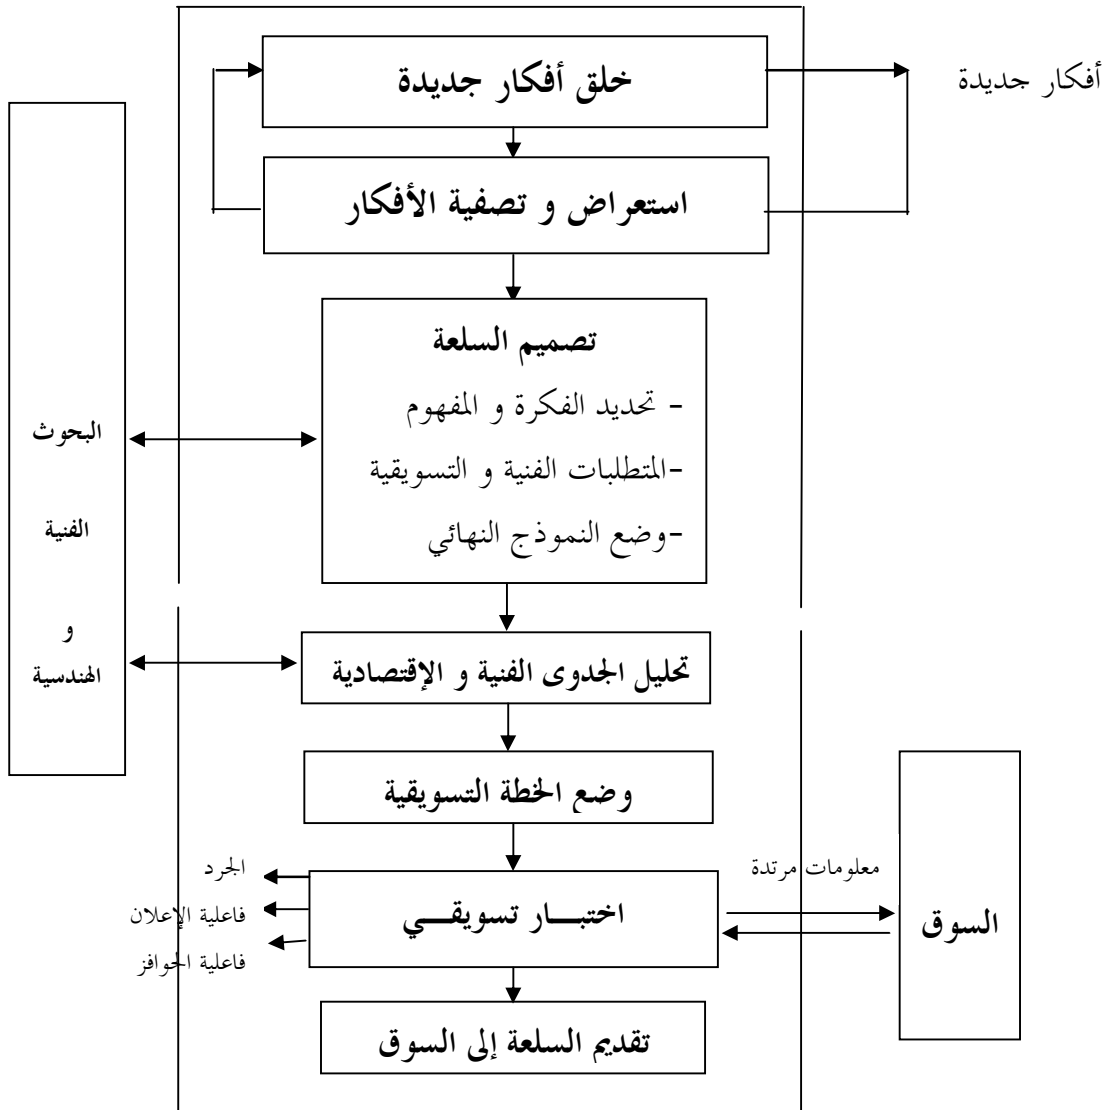 خلق أفكار جديدة
أفكار جديدة
استعراض و تصفية الأفكار
تصميم السلعة
- تحديد الفكرة و المفهوم
-المتطلبات الفنية و التسويقية
-وضع النموذج النهائي
البحوث
الفنية
و
الهندسية
تحليل الجدوى الفنية و الإقتصادية
وضع الخطة التسويقية
اختبـــار تسويقـــي
الجرد
فاعلية الإعلان
فاعلية الحوافز
معلومات مرتدة
السوق
تقديم السلعة إلى السوق